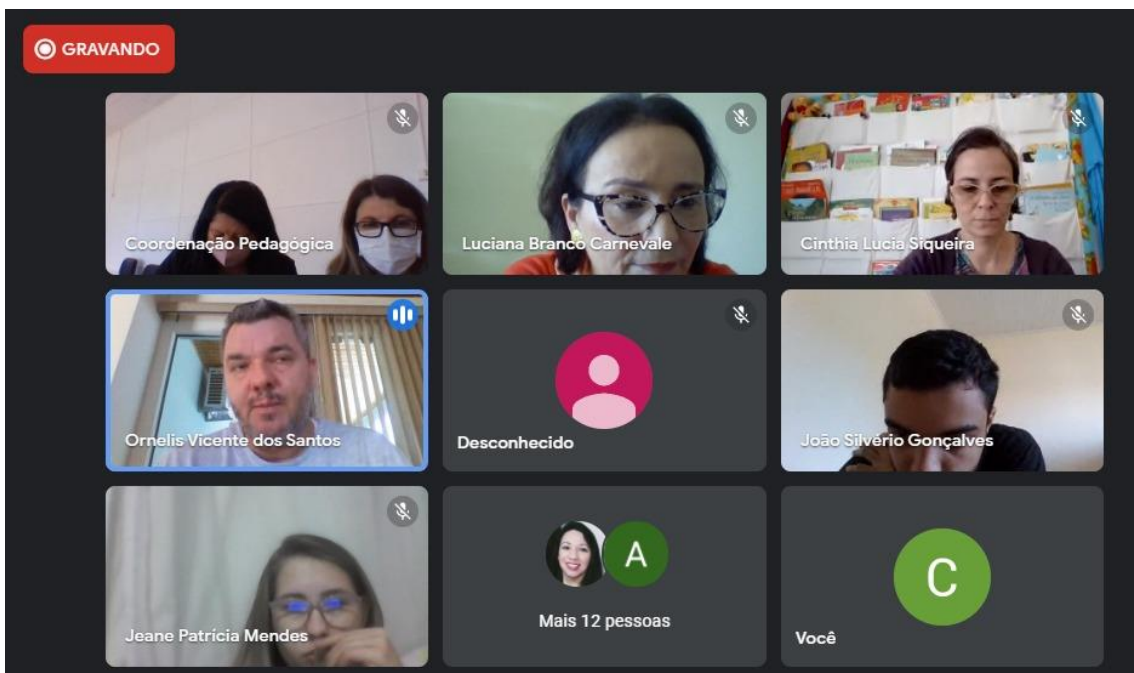 GRAVANDO
Coordenação Pedagógica
Luciana Branco Carnevale
Cinthia Lucia Siqueira
Ornelis Vicente dos Santos
Desconhecido
João Silvério Gonçalves
Jeane Patrícia Mendes
A
Mais 12 pessoas
C
Você